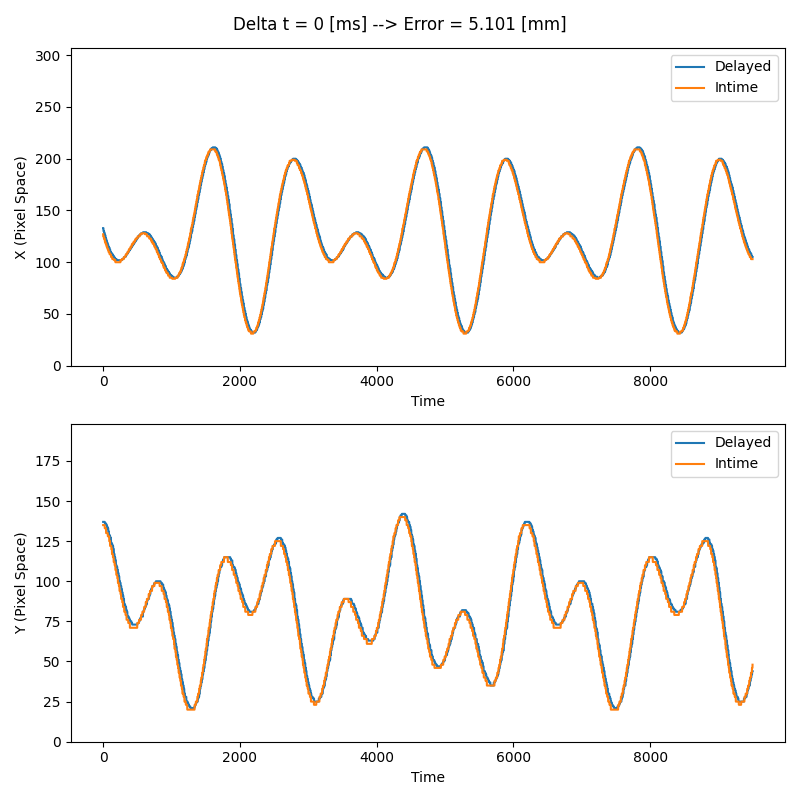 Delta t = 0 [ms] --> Error = 5.101 [mm]
300
250
200
150
100
50
0
X (Pixel Space)
Delayed
Intime
0 2000 4000 6000 8000
Time
175
150
125
100
75
50
25
0
Y (Pixel Space)
Delayed
Intime
0 2000 4000 6000 8000
Time